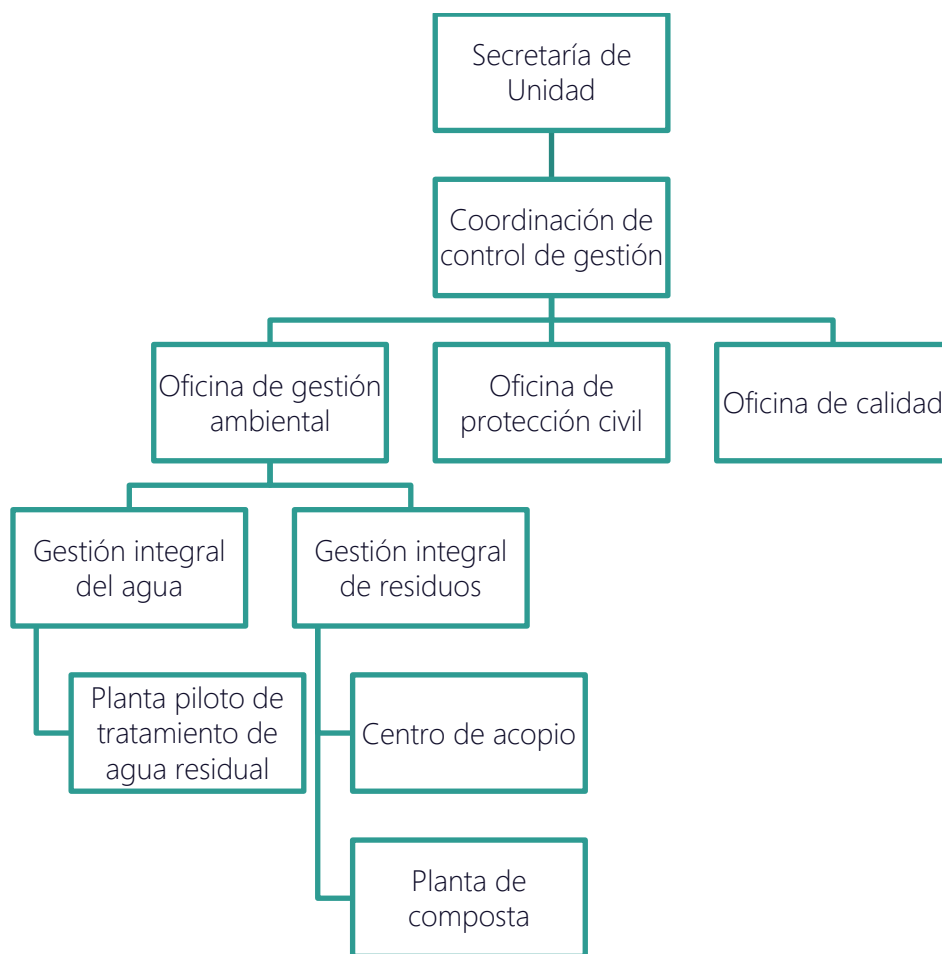 Secretaría de
Unidad
Coordinación de
control de gestión
Oficina de gestión
ambiental
Oficina de
protección civil
Oficina de calidad
Gestión integral
del agua
Gestión integral
de residuos
Planta piloto de
tratamiento de
agua residual
Centro de acopio
Planta de
composta